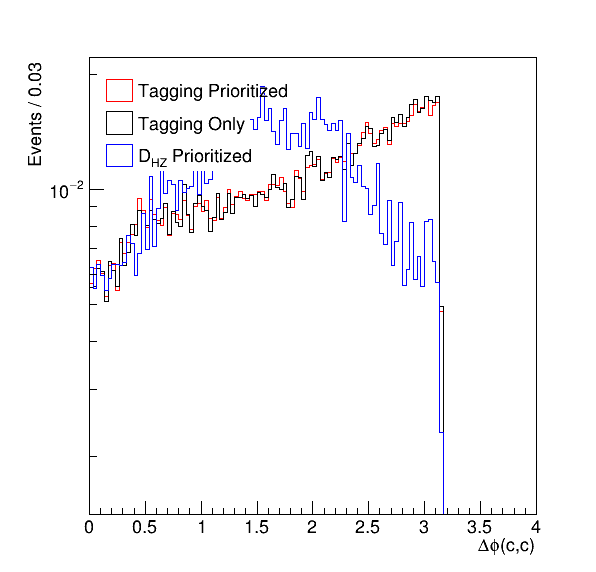 Events / 0.03
Tagging Prioritized
Tagging Only
D_HZ Prioritized
10^−2
0 0.5 1 1.5 2 2.5 3 3.5 4
Δϕ(c,c)